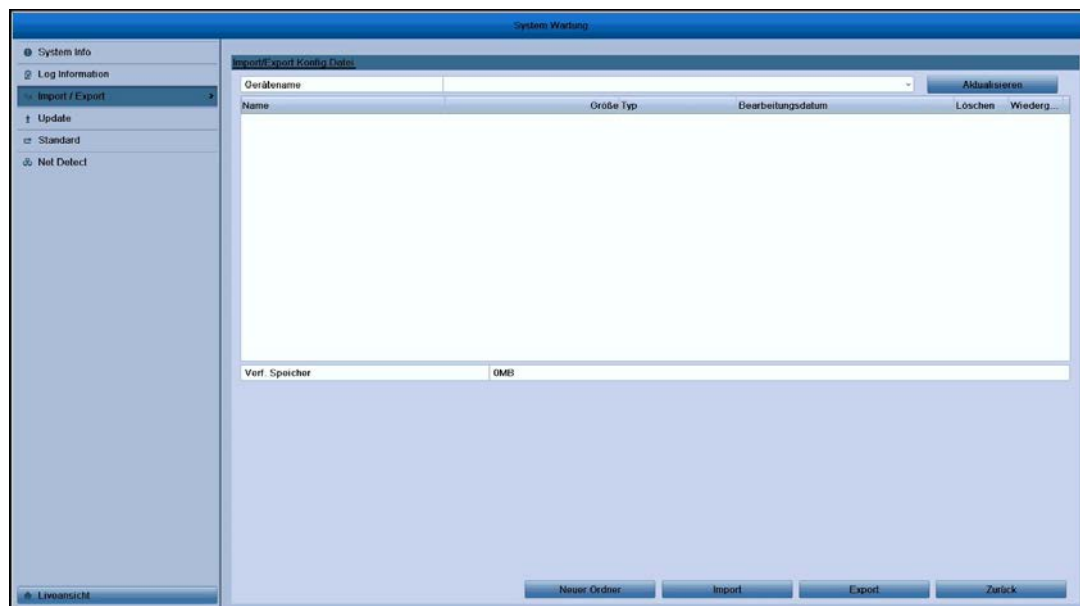 System Wartung
System Info
Log Information
Import / Export
Update
Standard
Net Detect
Liveansicht
Import/Export Konfig Datei
Gerätename
Aktualisieren
Name Größe Typ Bearbeitungsdatum Löschen Wiederg...
Verf. Speicher 0MB
Neuer Ordner Import Export Zurück